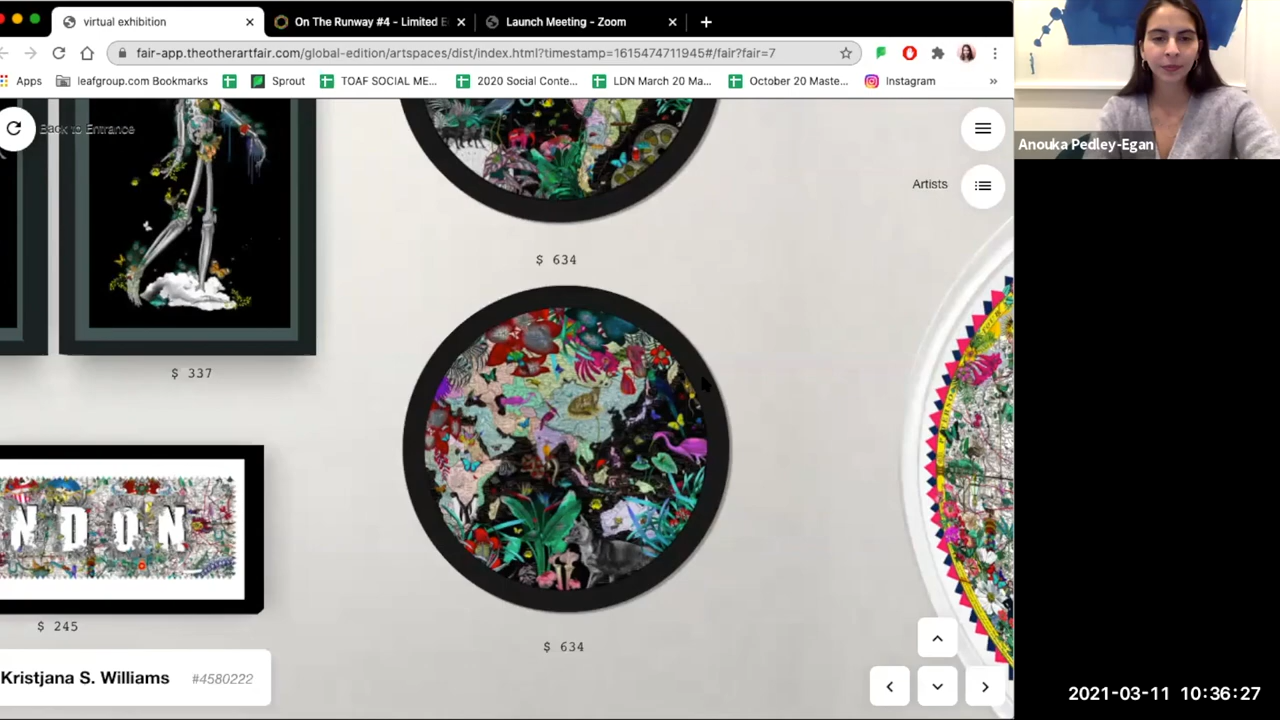 virtual exhibition
On The Runway #4 - Limited E
Launch Meeting - Zoom
fair-app.theotherartfair.com/global-edition/artspaces/dist/index.html?timestamp=1615474711945#/fair?fair=7
Apps
leafgroup.com Bookmarks
Sprout
TOAF SOCIAL ME...
2020 Social Conte...
LDN March 20 Ma...
October 20 Maste...
Instagram
»
Back to Entrance
Artists
Anouka Pedley-Egan
$ 634
$ 337
NDON
$ 245
$ 634
Kristjana S. Williams #4580222
2021-03-11 10:36:27